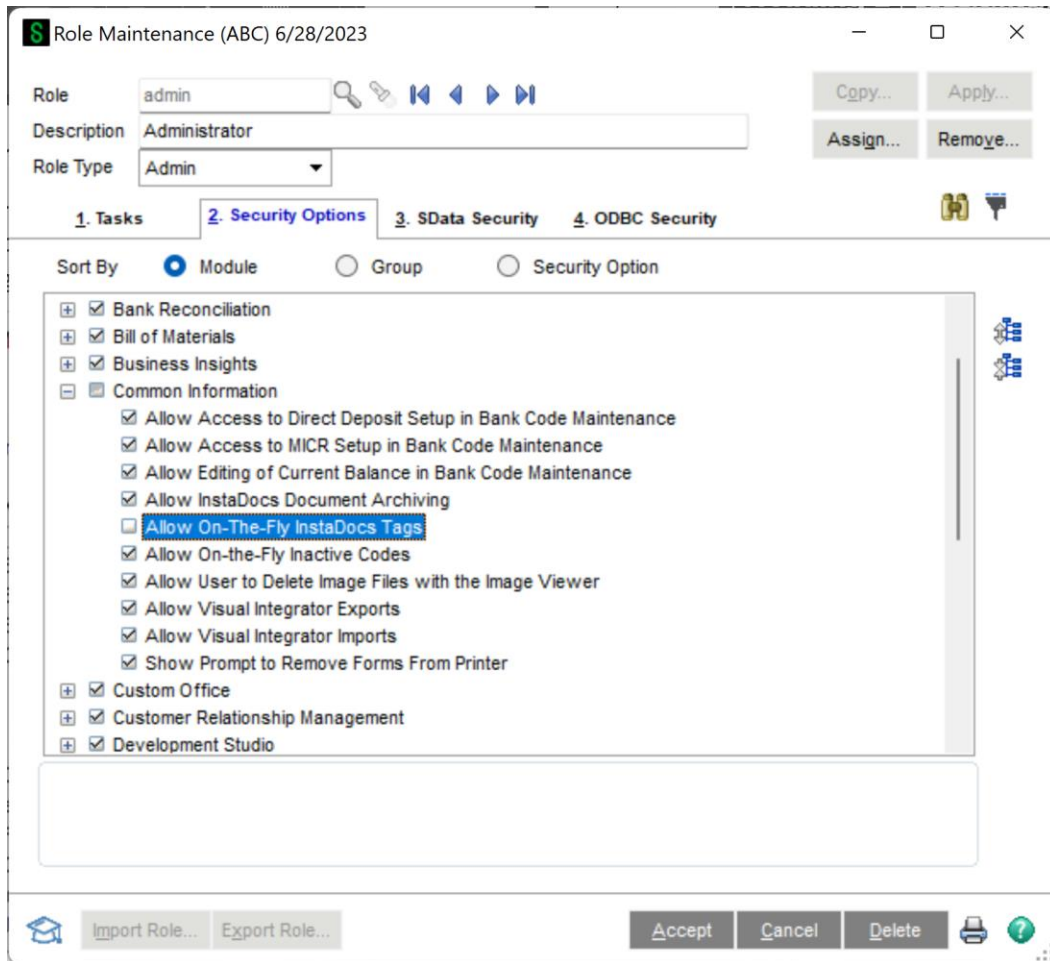 S Role Maintenance (ABC) 6/28/2023
Role admin Copy... Apply...
Description Administrator Assign... Remove...
Role Type Admin
1. Tasks 2. Security Options 3. SData Security 4. ODBC Security
Sort By Module Group Security Option
Bank Reconciliation
Bill of Materials
Business Insights
Common Information
Allow Access to Direct Deposit Setup in Bank Code Maintenance
Allow Access to MICR Setup in Bank Code Maintenance
Allow Editing of Current Balance in Bank Code Maintenance
Allow InstaDocs Document Archiving
Allow On-The-Fly InstaDocs Tags
Allow On-the-Fly Inactive Codes
Allow User to Delete Image Files with the Image Viewer
Allow Visual Integrator Exports
Allow Visual Integrator Imports
Show Prompt to Remove Forms From Printer
Custom Office
Customer Relationship Management
Development Studio
Import Role... Export Role... Accept Cancel Delete ?